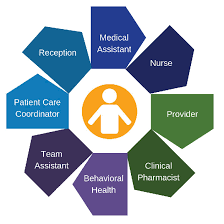 Medical
Assistant
Nurse
Provider
Clinical
Pharmacist
Behavioral
Health
Team
Assistant
Patient Care
Coordinator
Reception